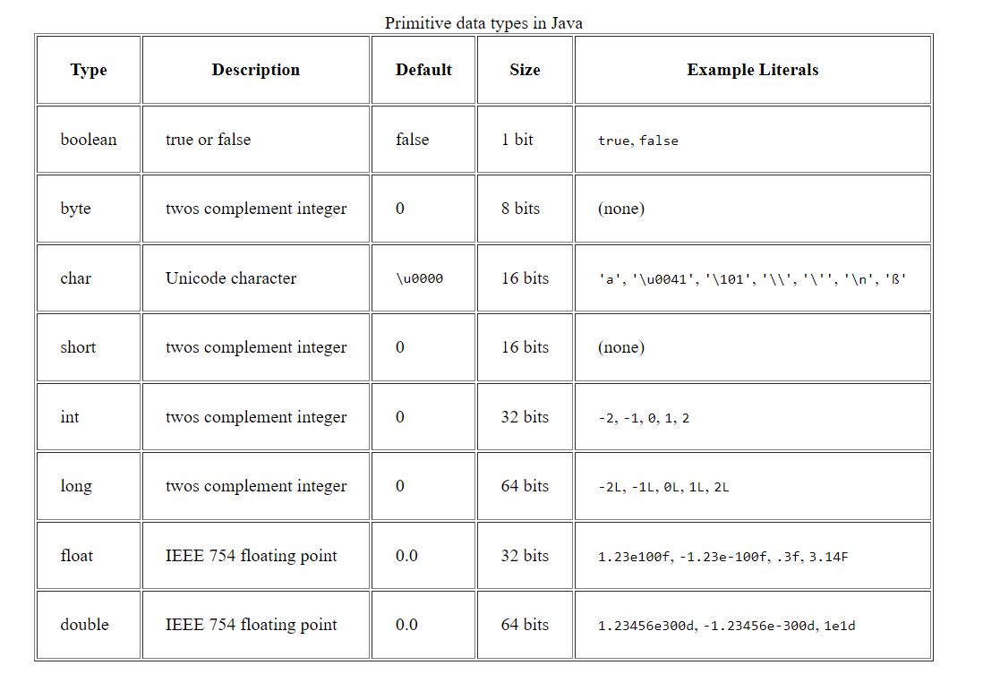 Primitive data types in Java
Type Description Default Size Example Literals
boolean true or false false 1 bit true, false
byte twos complement integer 0 8 bits (none)
char Unicode character \u0000 16 bits 'a', '\u0041', '\101', '\\', '\'', '\n', 'ß'
short twos complement integer 0 16 bits (none)
int twos complement integer 0 32 bits -2, -1, 0, 1, 2
long twos complement integer 0 64 bits -2L, -1L, 0L, 1L, 2L
float IEEE 754 floating point 0.0 32 bits 1.23e100f, -1.23e-100f, .3f, 3.14F
double IEEE 754 floating point 0.0 64 bits 1.23456e300d, -1.23456e-300d, 1e1d